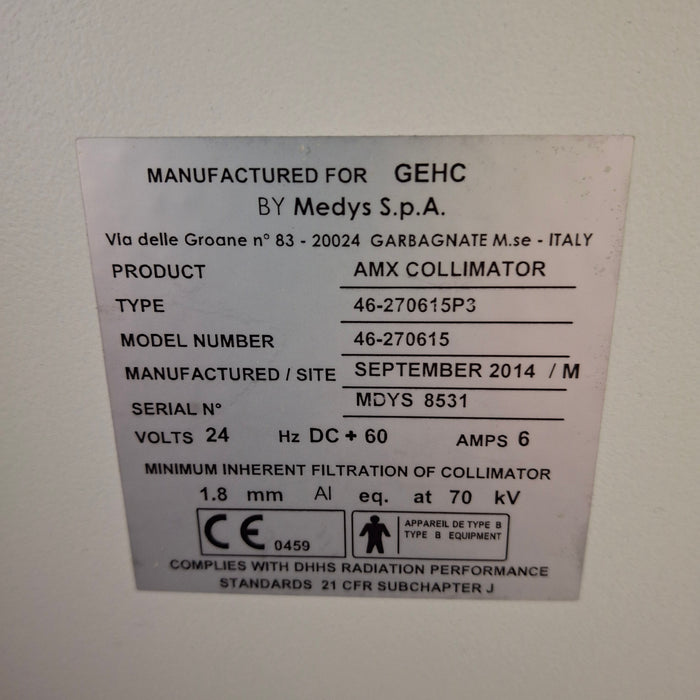 MANUFACTURED FOR GEHC
BY Medys S.p.A.
Via delle Groane n° 83 - 20024 GARBAGNATE M.se - ITALY
PRODUCT AMX COLLIMATOR
TYPE 46-270615P3
MODEL NUMBER 46-270615
MANUFACTURED / SITE SEPTEMBER 2014 / M
SERIAL N° MDYS 8531
VOLTS 24 Hz DC + 60 AMPS 6
MINIMUM INHERENT FILTRATION OF COLLIMATOR
1.8 mm Al eq. at 70 kV
CE 0459
APPAREIL DE TYPE B
TYPE B EQUIPMENT
COMPLIES WITH DHHS RADIATION PERFORMANCE
STANDARDS 21 CFR SUBCHAPTER J